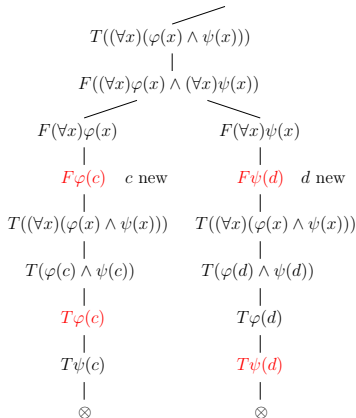 T((∀x)(φ(x) ∧ ψ(x)))
F((∀x)φ(x) ∧ (∀x)ψ(x))
F(∀x)φ(x) F(∀x)ψ(x)
Fφ(c) c new Fψ(d) d new
T((∀x)(φ(x) ∧ ψ(x))) T((∀x)(φ(x) ∧ ψ(x)))
T(φ(c) ∧ ψ(c)) T(φ(d) ∧ ψ(d))
Tφ(c) Tφ(d)
Tψ(c) Tψ(d)
⊗ ⊗